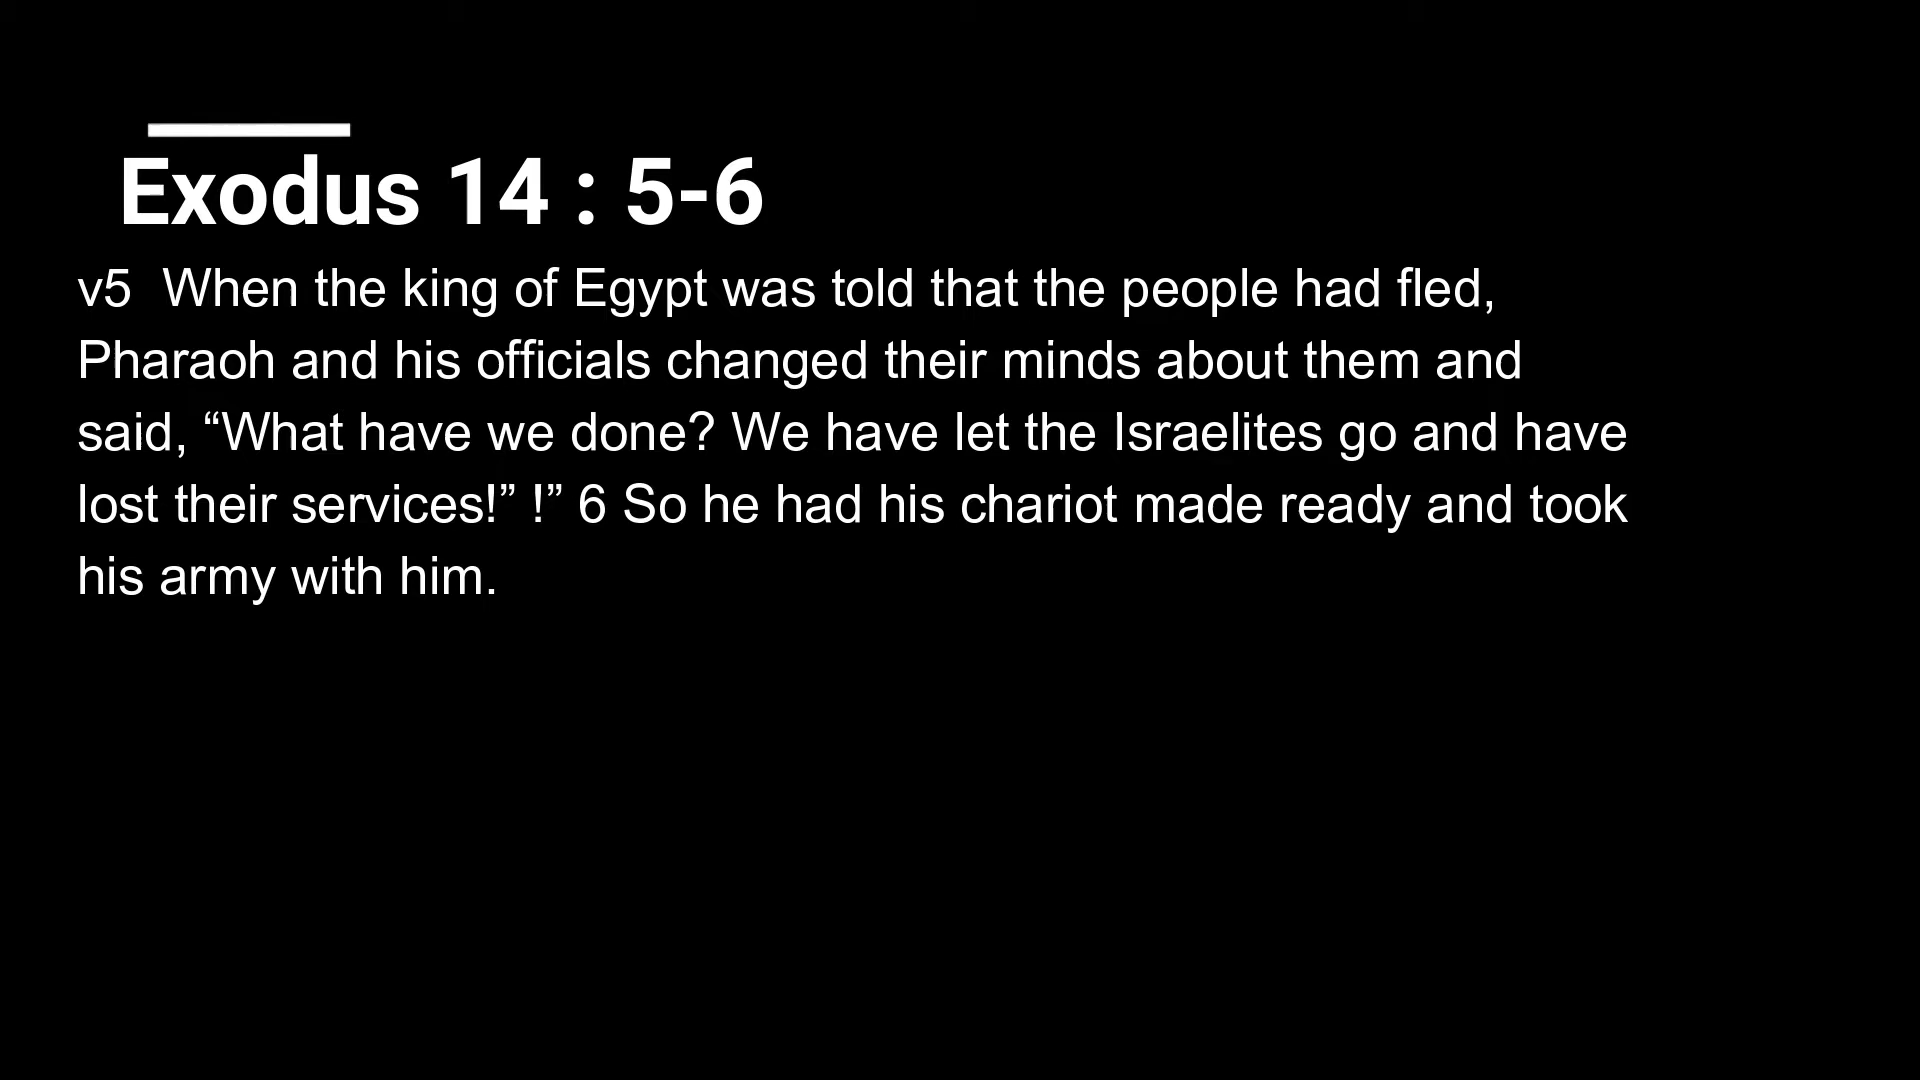 Exodus 14 : 5-6
v5  When the king of Egypt was told that the people had fled,
Pharaoh and his officials changed their minds about them and
said, “What have we done? We have let the Israelites go and have
lost their services!” !” 6 So he had his chariot made ready and took
his army with him.